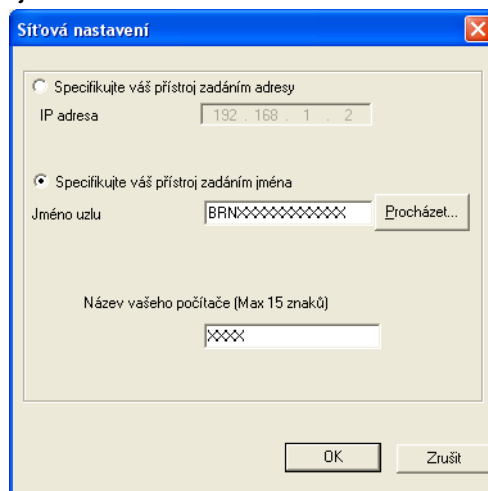 Síťová nastavení
Specifikujte váš přístroj zadáním adresy
IP adresa 192 . 168 . 1 . 2
Specifikujte váš přístroj zadáním jména
Jméno uzlu BRNXXXXXXXXXXXX Procházet...
Název vašeho počítače (Max 15 znaků)
XXXX
OK Zrušit